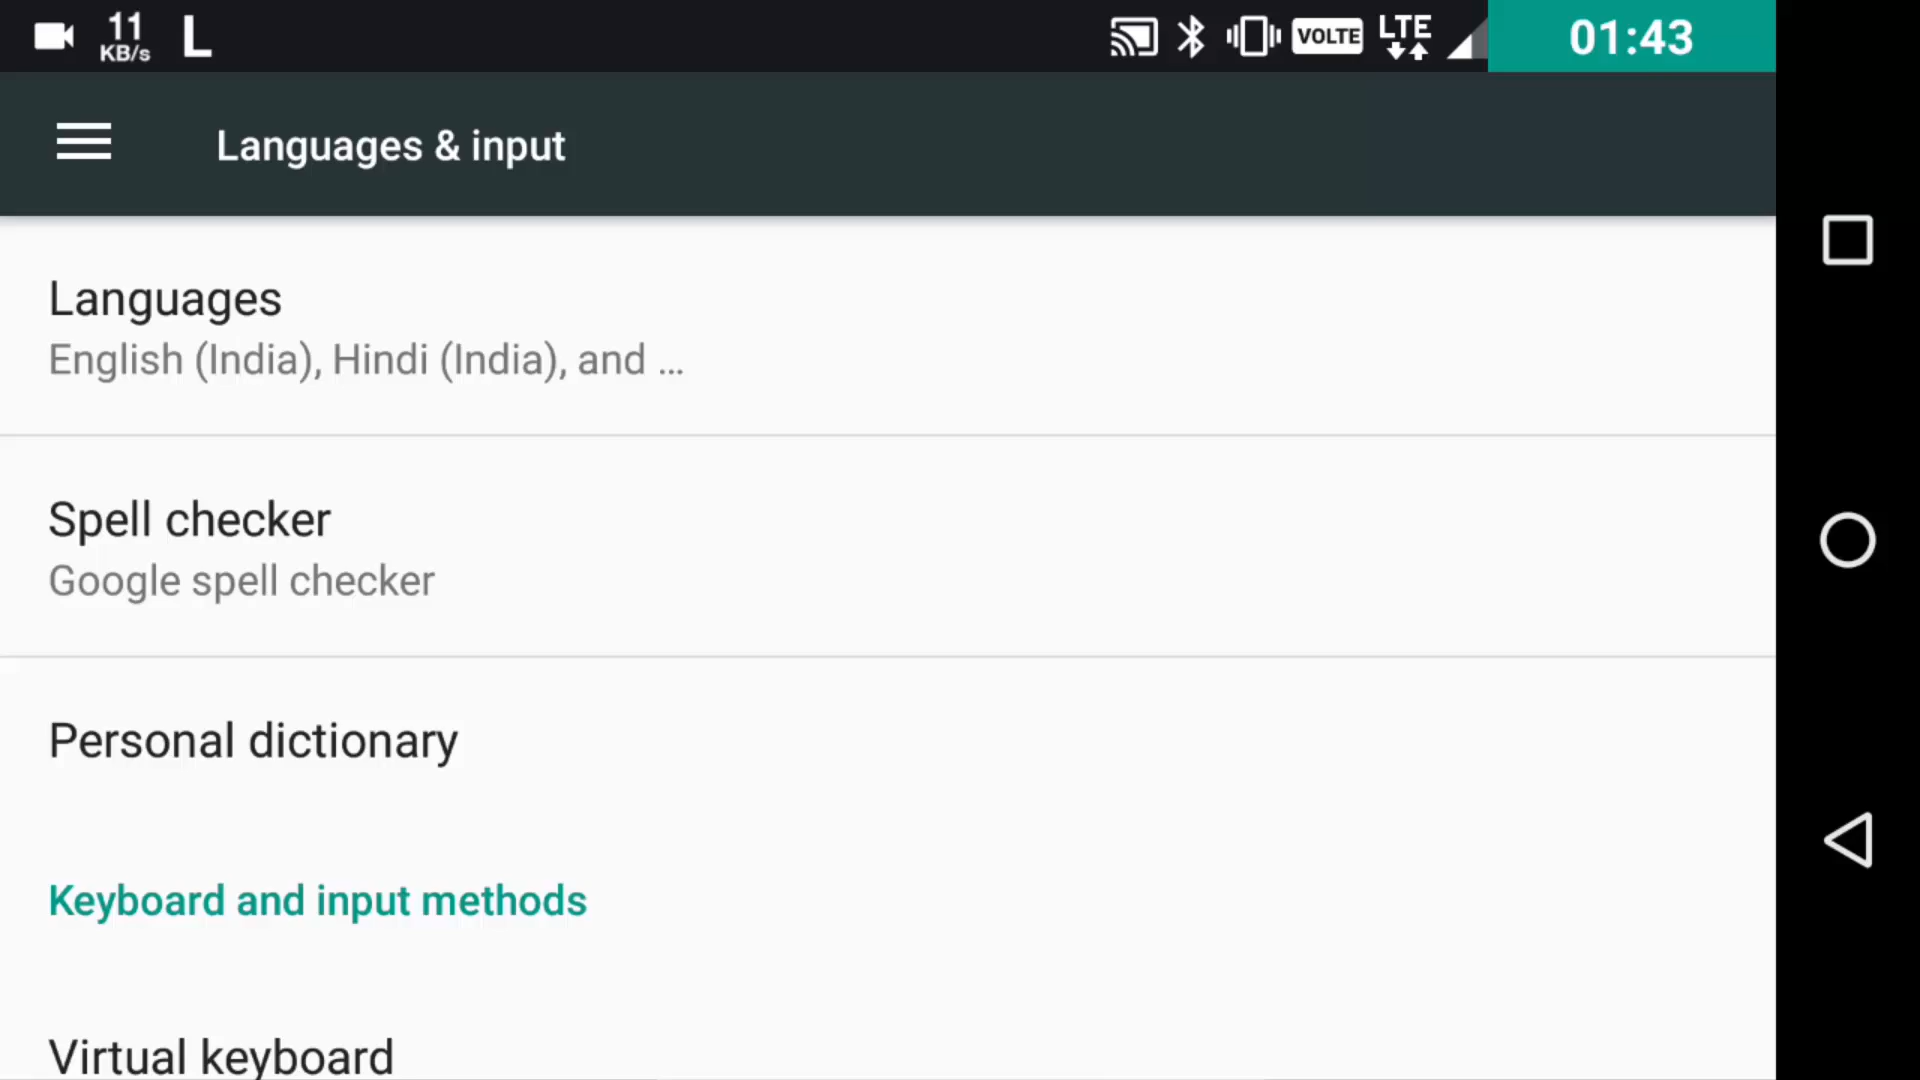 11
KB/s
L
VOLTE
LTE
01:43
Languages & input
Languages
English (India), Hindi (India), and ...
Spell checker
Google spell checker
Personal dictionary
Keyboard and input methods
Virtual keyboard